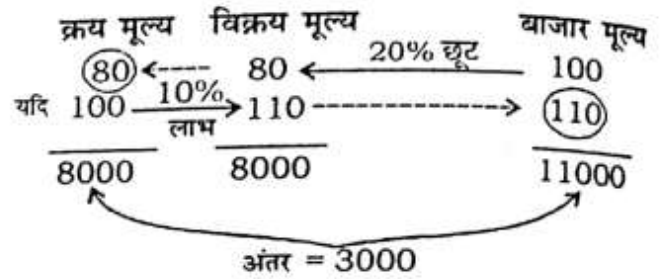 क्रय मूल्य विक्रय मूल्य बाजार मूल्य
80 80 20% छूट 100
यदि 100 10% 110 110
लाभ
8000 8000 11000
अंतर = 3000